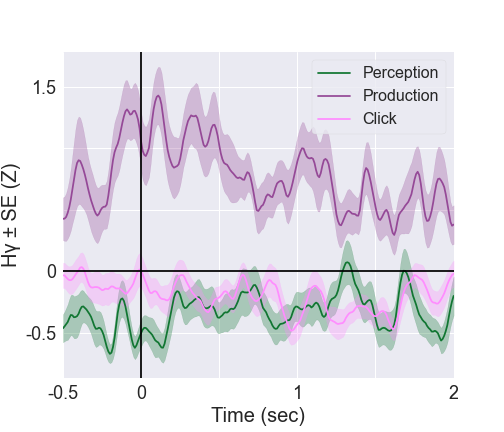 Perception
Production
Click
1.5
0
-0.5
Hγ ± SE (Z)
-0.5
0
1
2
Time (sec)